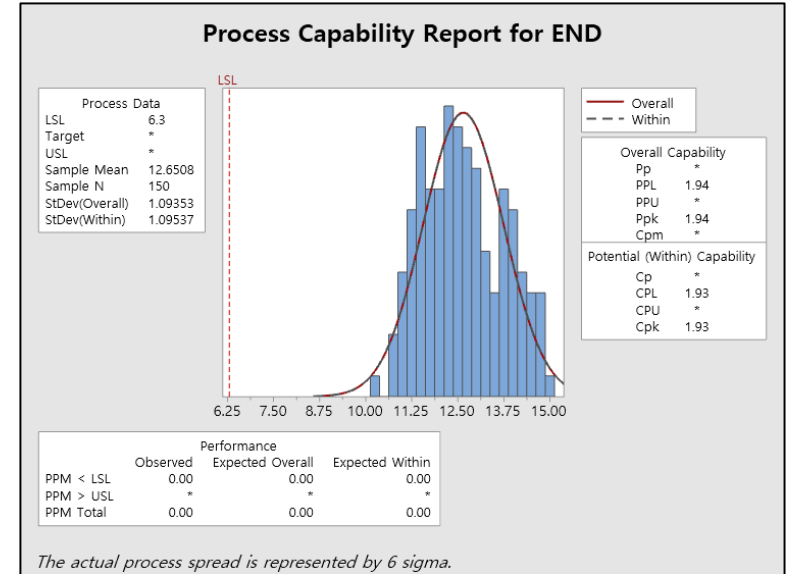 Process Capability Report for END
LSL
Process Data
LSL 6.3
Target *
USL *
Sample Mean 12.6508
Sample N 150
StDev(Overall) 1.09353
StDev(Within) 1.09537
Overall
Within
Overall Capability
Pp *
PPL 1.94
PPU *
Ppk 1.94
Cpm *
Potential (Within) Capability
Cp *
CPL 1.93
CPU *
Cpk 1.93
6.25 7.50 8.75 10.00 11.25 12.50 13.75 15.00
Performance
Observed Expected Overall Expected Within
PPM < LSL 0.00 0.00 0.00
PPM > USL * * *
PPM Total 0.00 0.00 0.00
The actual process spread is represented by 6 sigma.